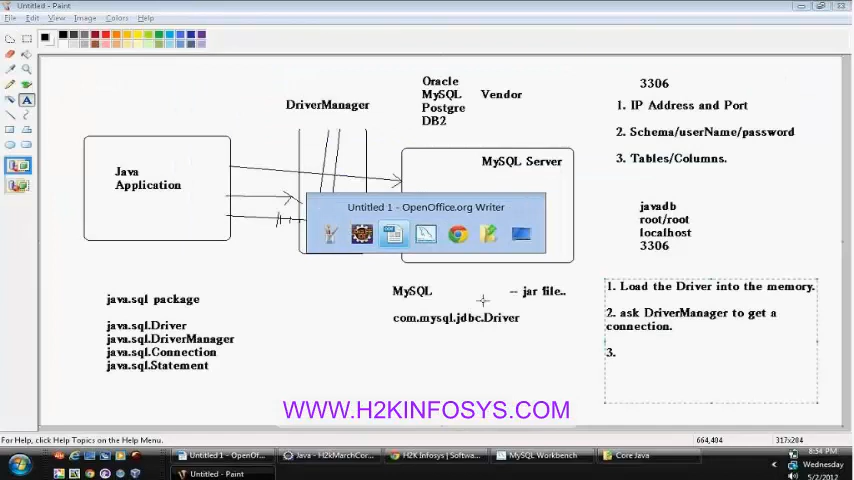 Untitled - Paint
File Edit View Image Colors Help
Oracle
MySQL Vendor
Postgre
DB2
DriverManager
Java
Application
MySQL Server
3306
1. IP Address and Port
2. Schema/userName/password
3. Tables/Columns.
Untitled 1 - OpenOffice.org Writer
javadb
root/root
localhost
3306
MySQL -- jar file..
com.mysql.jdbc.Driver
java.sql package
java.sql.Driver
java.sql.DriverManager
java.sql.Connection
java.sql.Statement
1. Load the Driver into the memory.
2. ask DriverManager to get a
connection.
3.
WWW.H2KINFOSYS.COM
For Help, click Help Topics on the Help Menu.
664,404
317x204
Untitled 1 - OpenOf...
Java - H2kMarchCor...
H2K Infosys | Softwa...
MySQL Workbench
Core Java
Untitled - Paint
8:54 PM
Wednesday
5/2/2012